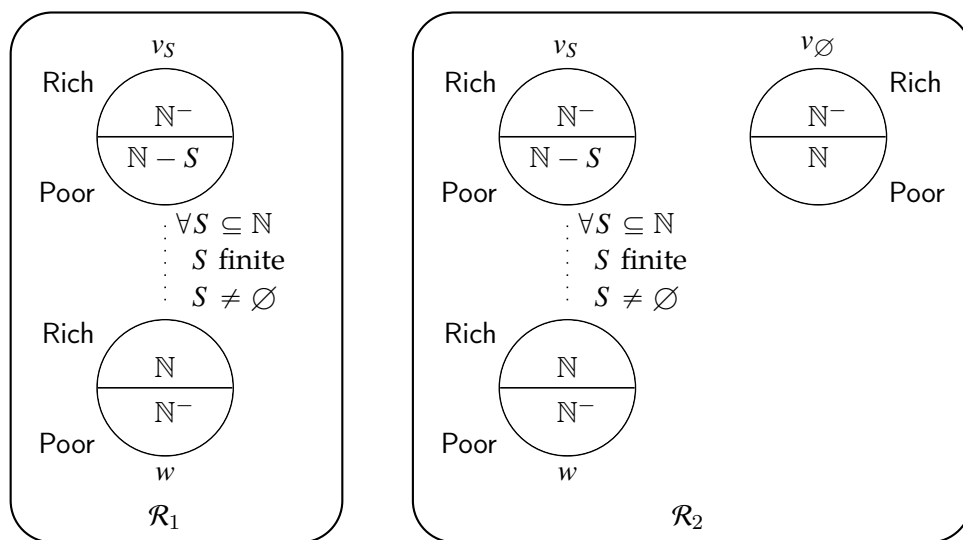 v_S
Rich
ℕ⁻
ℕ − S
Poor
∀S ⊆ ℕ
S finite
S ≠ ∅
Rich
ℕ
ℕ⁻
Poor
w
ℛ₁
v_S
Rich
ℕ⁻
ℕ − S
Poor
∀S ⊆ ℕ
S finite
S ≠ ∅
Rich
ℕ
ℕ⁻
Poor
w
v_∅
Rich
ℕ⁻
ℕ
Poor
ℛ₂